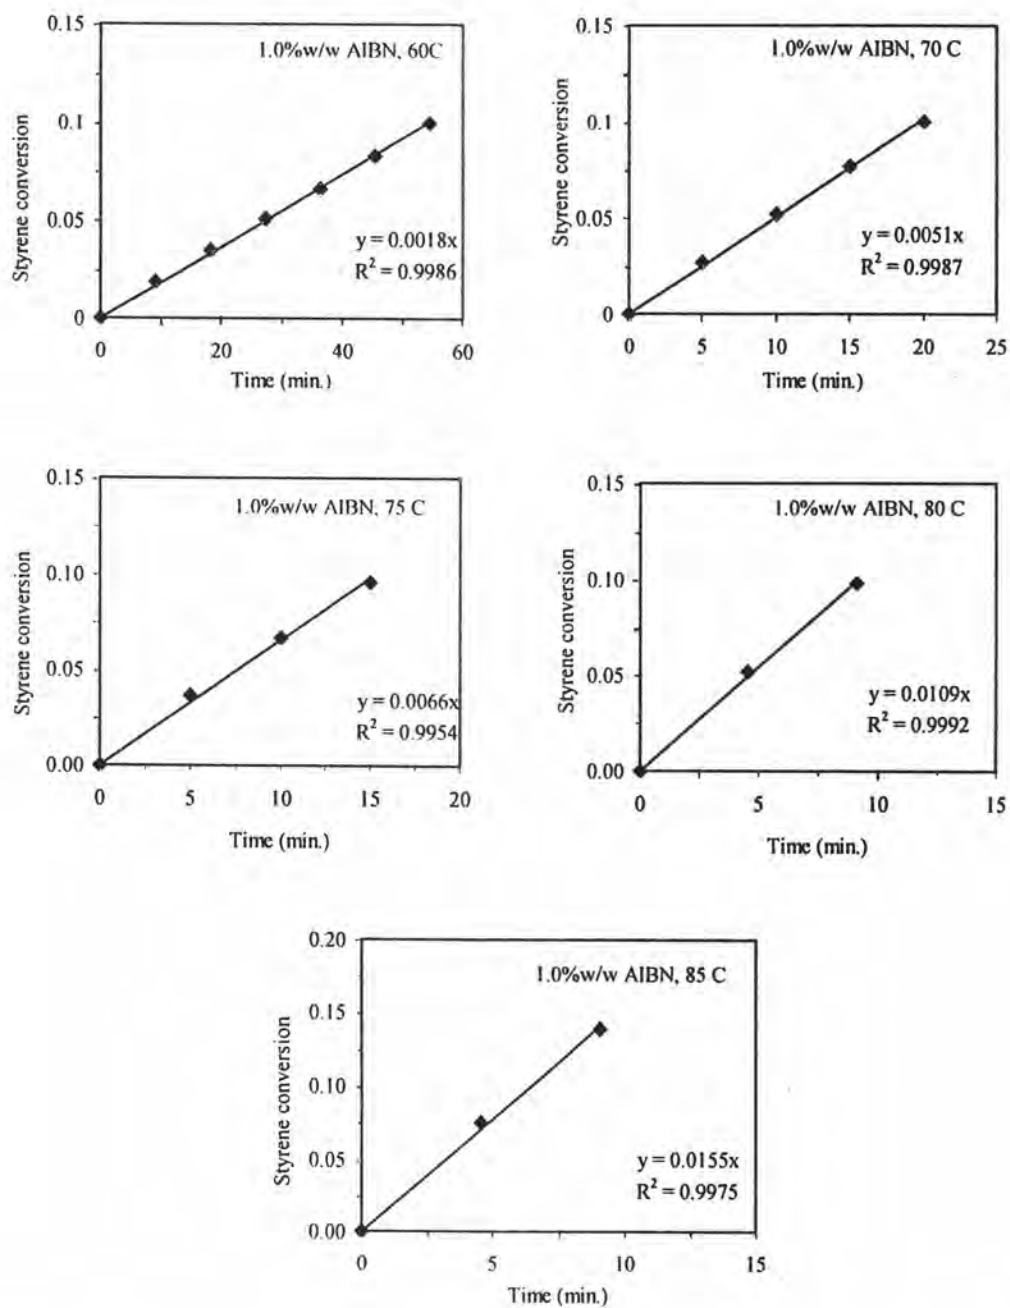 0.15
1.0%w/w AIBN, 60C
0.1
Styrene conversion
0.05
y = 0.0018x
R² = 0.9986
0
0 20 40 60
Time (min.)
0.15
1.0%w/w AIBN, 70 C
0.1
Styrene conversion
0.05
y = 0.0051x
R² = 0.9987
0
0 5 10 15 20 25
Time (min.)
0.15
1.0%w/w AIBN, 75 C
0.10
Styrene conversion
0.05
y = 0.0066x
R² = 0.9954
0.00
0 5 10 15 20
Time (min.)
0.15
1.0%w/w AIBN, 80 C
0.10
Styrene conversion
0.05
y = 0.0109x
R² = 0.9992
0.00
0 5 10 15
Time (min.)
0.20
1.0%w/w AIBN, 85 C
0.15
Styrene conversion
0.10
0.05
y = 0.0155x
R² = 0.9975
0.00
0 5 10 15
Time (min.)